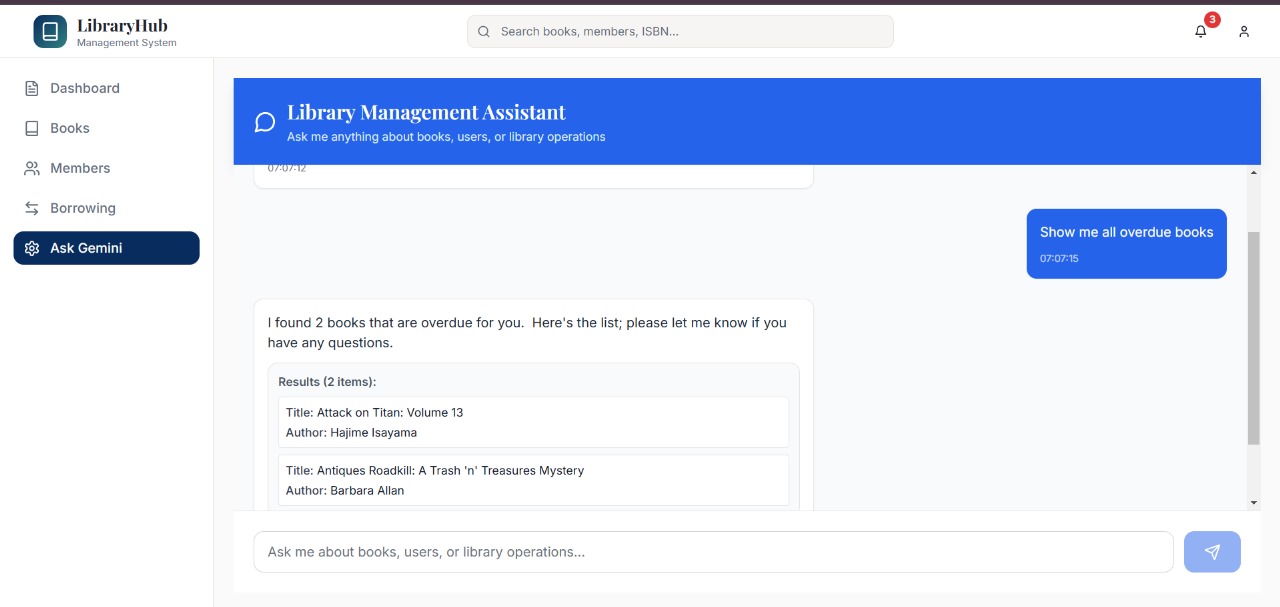 LibraryHub
Management System
Search books, members, ISBN...
3
Dashboard
Books
Members
Borrowing
Ask Gemini
Library Management Assistant
Ask me anything about books, users, or library operations
07:07:12
Show me all overdue books
07:07:15
I found 2 books that are overdue for you.  Here's the list; please let me know if you
have any questions.
Results (2 items):
Title: Attack on Titan: Volume 13
Author: Hajime Isayama
Title: Antiques Roadkill: A Trash 'n' Treasures Mystery
Author: Barbara Allan
Ask me about books, users, or library operations...